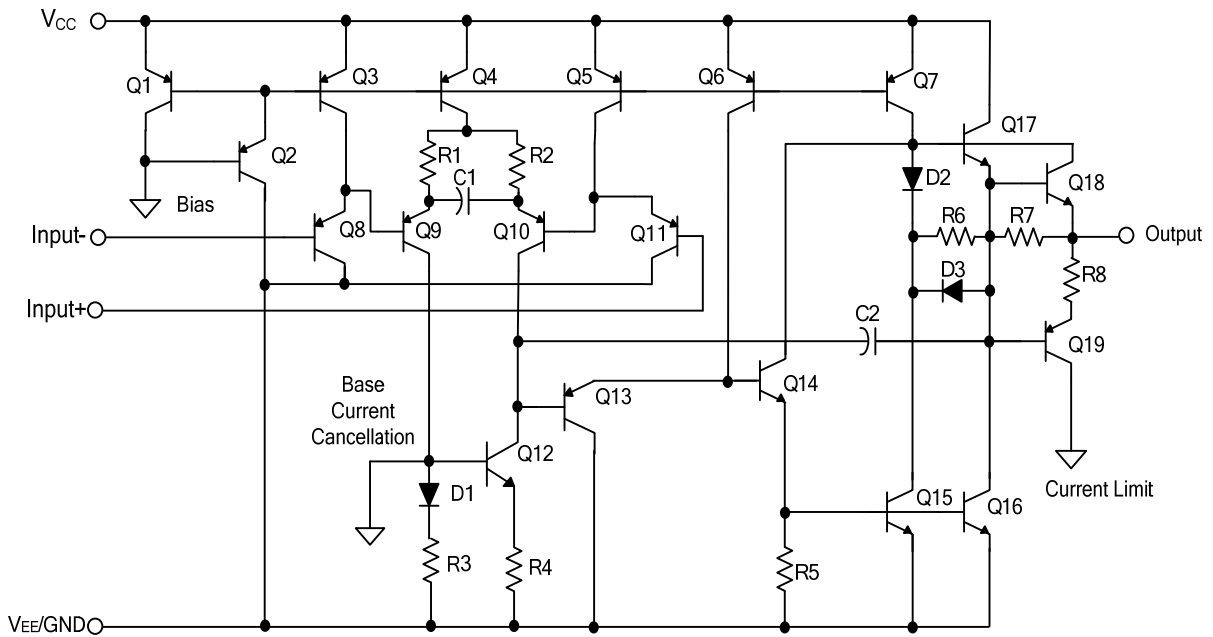 VCC
Q1
Q3
Q4
Q5
Q6
Q7
Q2
R1
R2
C1
Q17
D2
Q18
Bias
Input-
Q8
Q9
Q10
Q11
R6
R7
Output
D3
R8
Input+
C2
Q19
Base
Current
Cancellation
Q13
Q14
Q12
D1
Q15
Q16
Current Limit
R3
R4
R5
VEE/GND